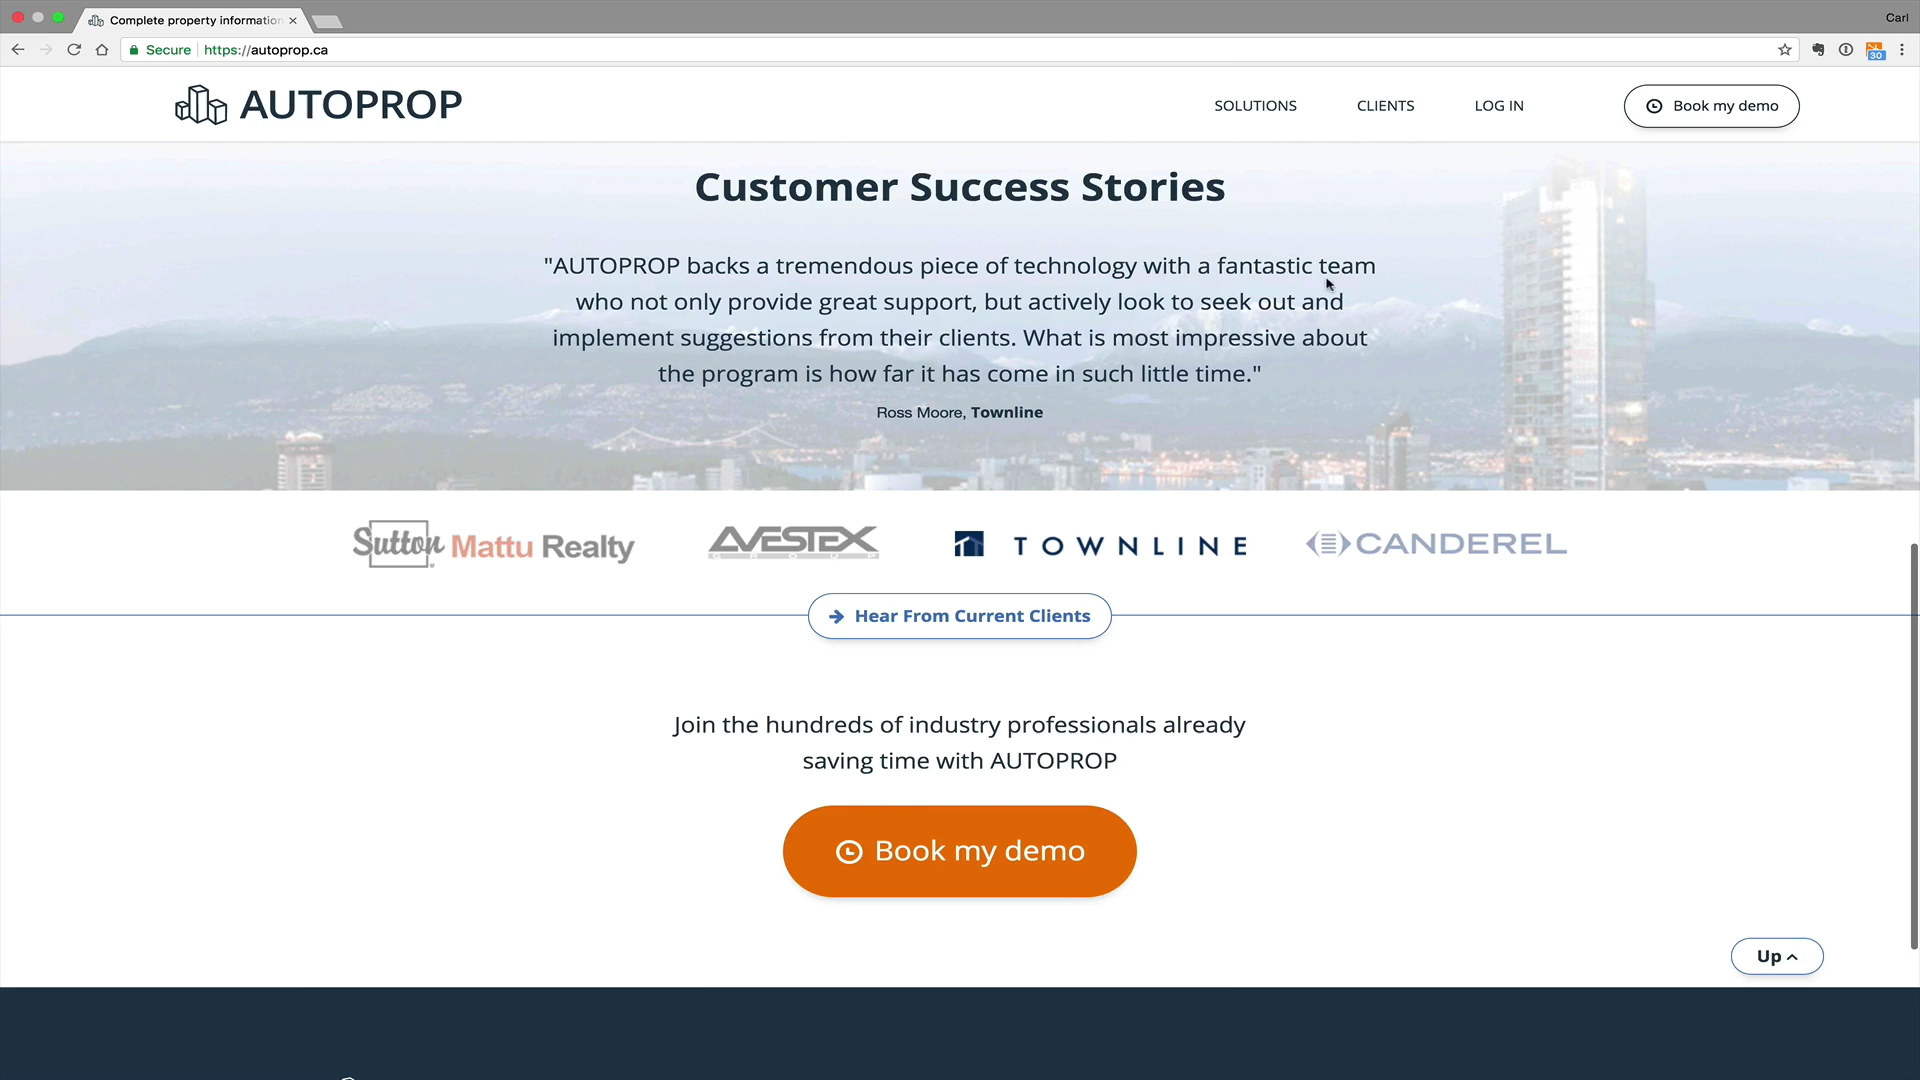 Complete property information
Carl
Secure https://autoprop.ca
30
AUTOPROP
SOLUTIONS
CLIENTS
LOG IN
Book my demo
Customer Success Stories
"AUTOPROP backs a tremendous piece of technology with a fantastic team
who not only provide great support, but actively look to seek out and
implement suggestions from their clients. What is most impressive about
the program is how far it has come in such little time."
Ross Moore, Townline
Sutton Mattu Realty
AVESTEX
GROUP
TOWNLINE
CANDEREL
Hear From Current Clients
Join the hundreds of industry professionals already
saving time with AUTOPROP
Book my demo
Up